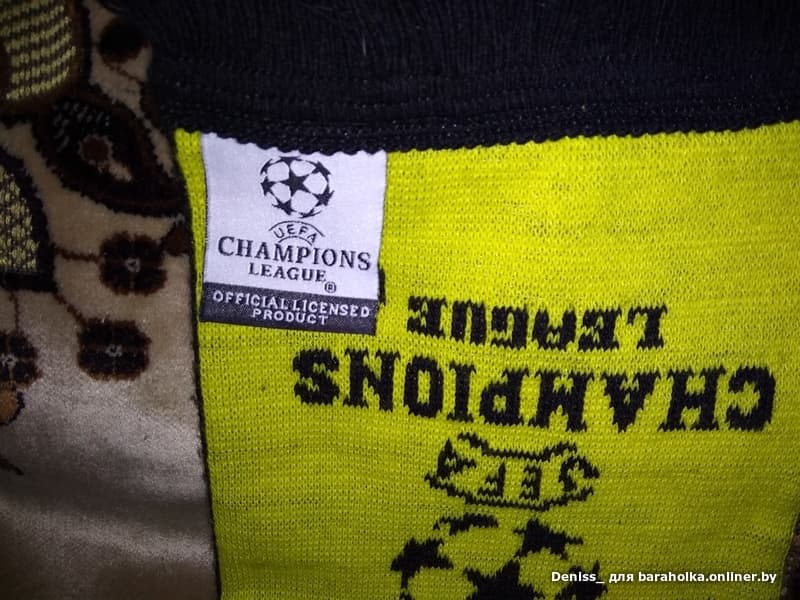 UEFA
CHAMPIONS
LEAGUE®
OFFICIAL LICENSED
PRODUCT
UEFA
CHAMPIONS
LEAGUE
Deniss_ для baraholka.onliner.by